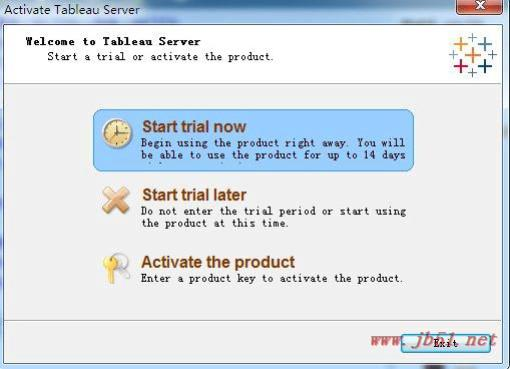 Activate Tableau Server
Welcome to Tableau Server
Start a trial or activate the product.
Start trial now
Begin using the product right away. You will
be able to use the product for up to 14 days
Start trial later
Do not enter the trial period or start using
the product at this time.
Activate the product
Enter a product key to activate the product.
www.jb51.net
Exit